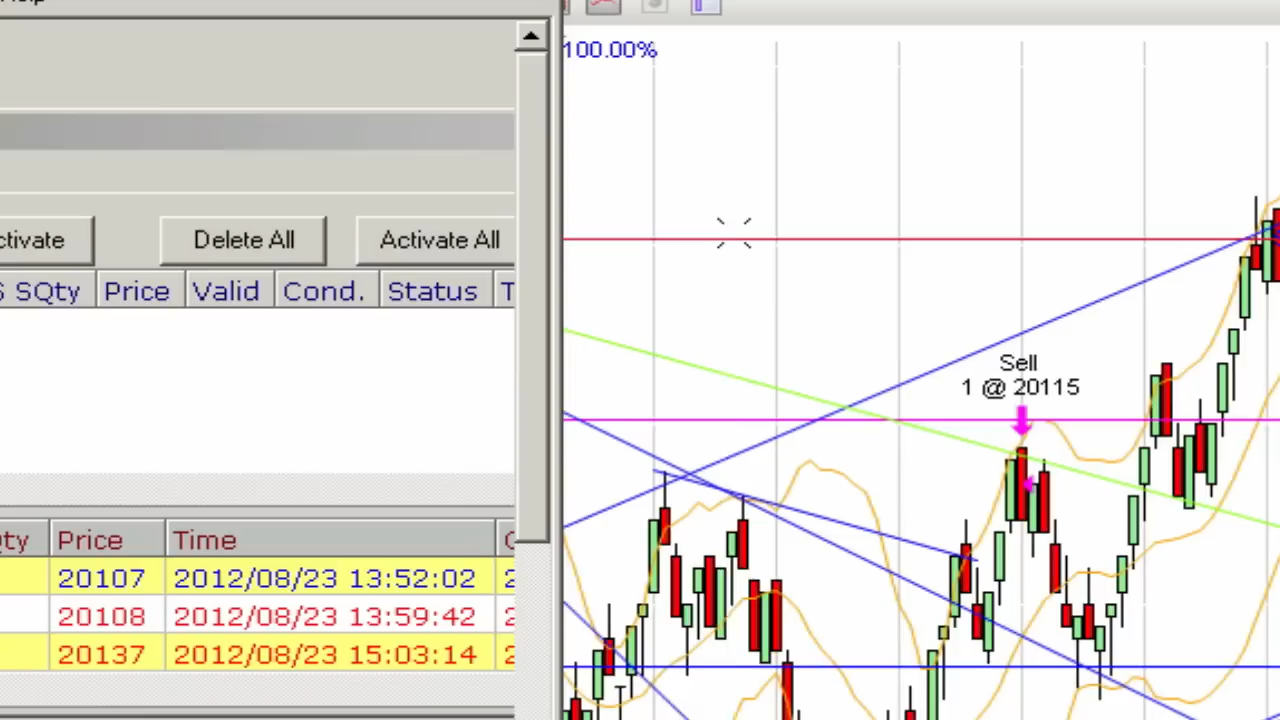 100.00%
Delete All
Activate All
SQty Price Valid Cond. Status
Sell
1 @ 20115
Price Time
20107 2012/08/23 13:52:02
20108 2012/08/23 13:59:42
20137 2012/08/23 15:03:14